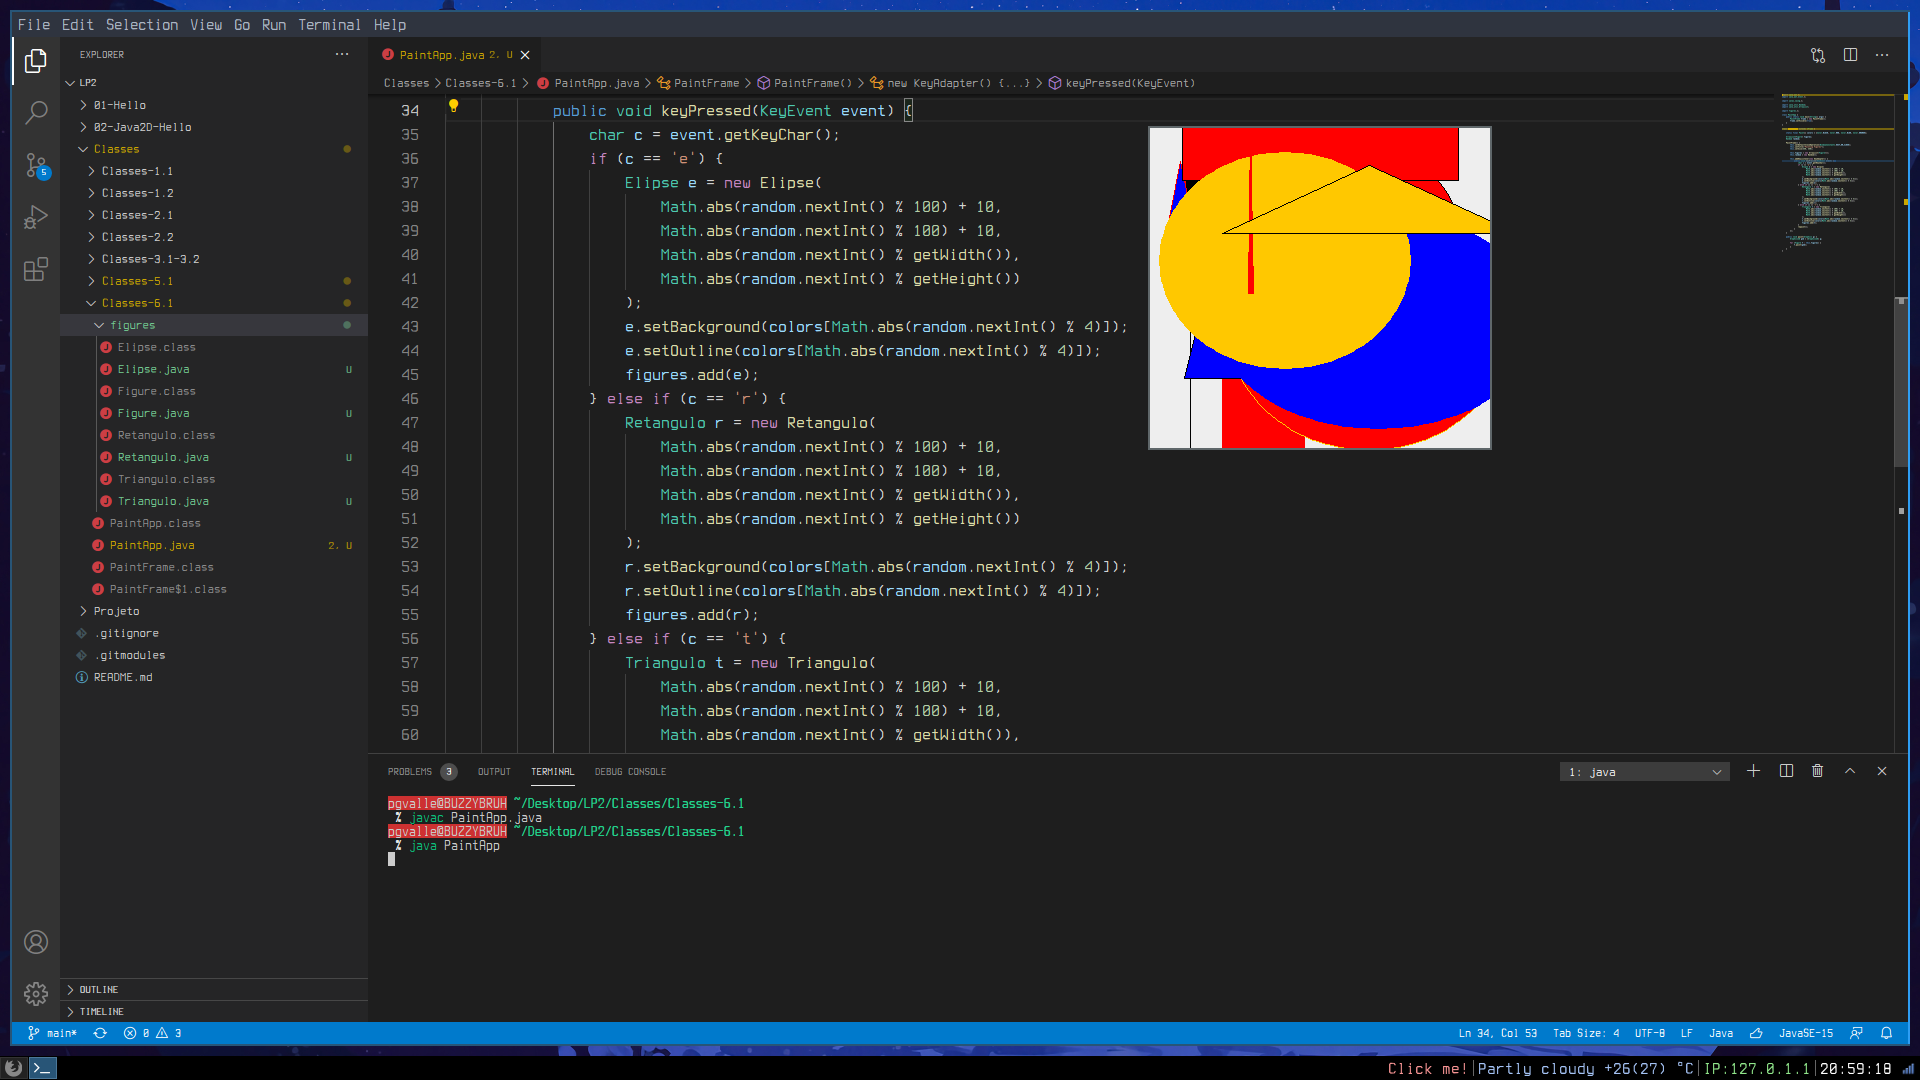 File Edit Selection View Go Run Terminal Help
EXPLORER
LP2
01-Hello
02-Java2D-Hello
Classes
Classes-1.1
Classes-1.2
Classes-2.1
Classes-2.2
Classes-3.1-3.2
Classes-5.1
Classes-6.1
figures
Elipse.class
Elipse.java U
Figure.class
Figure.java U
Retangulo.class
Retangulo.java U
Triangulo.class
Triangulo.java U
PaintApp.class
PaintApp.java 2, U
PaintFrame.class
PaintFrame$1.class
Projeto
.gitignore
.gitmodules
README.md
OUTLINE
TIMELINE
5
PaintApp.java 2, U
Classes > Classes-6.1 > PaintApp.java > PaintFrame > PaintFrame() > new KeyAdapter() {...} > keyPressed(KeyEvent)
34 public void keyPressed(KeyEvent event) {
35 char c = event.getKeyChar();
36 if (c == 'e') {
37 Elipse e = new Elipse(
38 Math.abs(random.nextInt() % 100) + 10,
39 Math.abs(random.nextInt() % 100) + 10,
40 Math.abs(random.nextInt() % getWidth()),
41 Math.abs(random.nextInt() % getHeight())
42 );
43 e.setBackground(colors[Math.abs(random.nextInt() % 4)]);
44 e.setOutline(colors[Math.abs(random.nextInt() % 4)]);
45 figures.add(e);
46 } else if (c == 'r') {
47 Retangulo r = new Retangulo(
48 Math.abs(random.nextInt() % 100) + 10,
49 Math.abs(random.nextInt() % 100) + 10,
50 Math.abs(random.nextInt() % getWidth()),
51 Math.abs(random.nextInt() % getHeight())
52 );
53 r.setBackground(colors[Math.abs(random.nextInt() % 4)]);
54 r.setOutline(colors[Math.abs(random.nextInt() % 4)]);
55 figures.add(r);
56 } else if (c == 't') {
57 Triangulo t = new Triangulo(
58 Math.abs(random.nextInt() % 100) + 10,
59 Math.abs(random.nextInt() % 100) + 10,
60 Math.abs(random.nextInt() % getWidth()),
PROBLEMS 3 OUTPUT TERMINAL DEBUG CONSOLE 1: java
pgvalle@BUZZYBRUH ~/Desktop/LP2/Classes/Classes-6.1
% javac PaintApp.java
pgvalle@BUZZYBRUH ~/Desktop/LP2/Classes/Classes-6.1
% java PaintApp
main* 0 3 Ln 34, Col 53 Tab Size: 4 UTF-8 LF Java JavaSE-15
Click me!|Partly cloudy +26(27) °C|IP:127.0.1.1|20:59:18